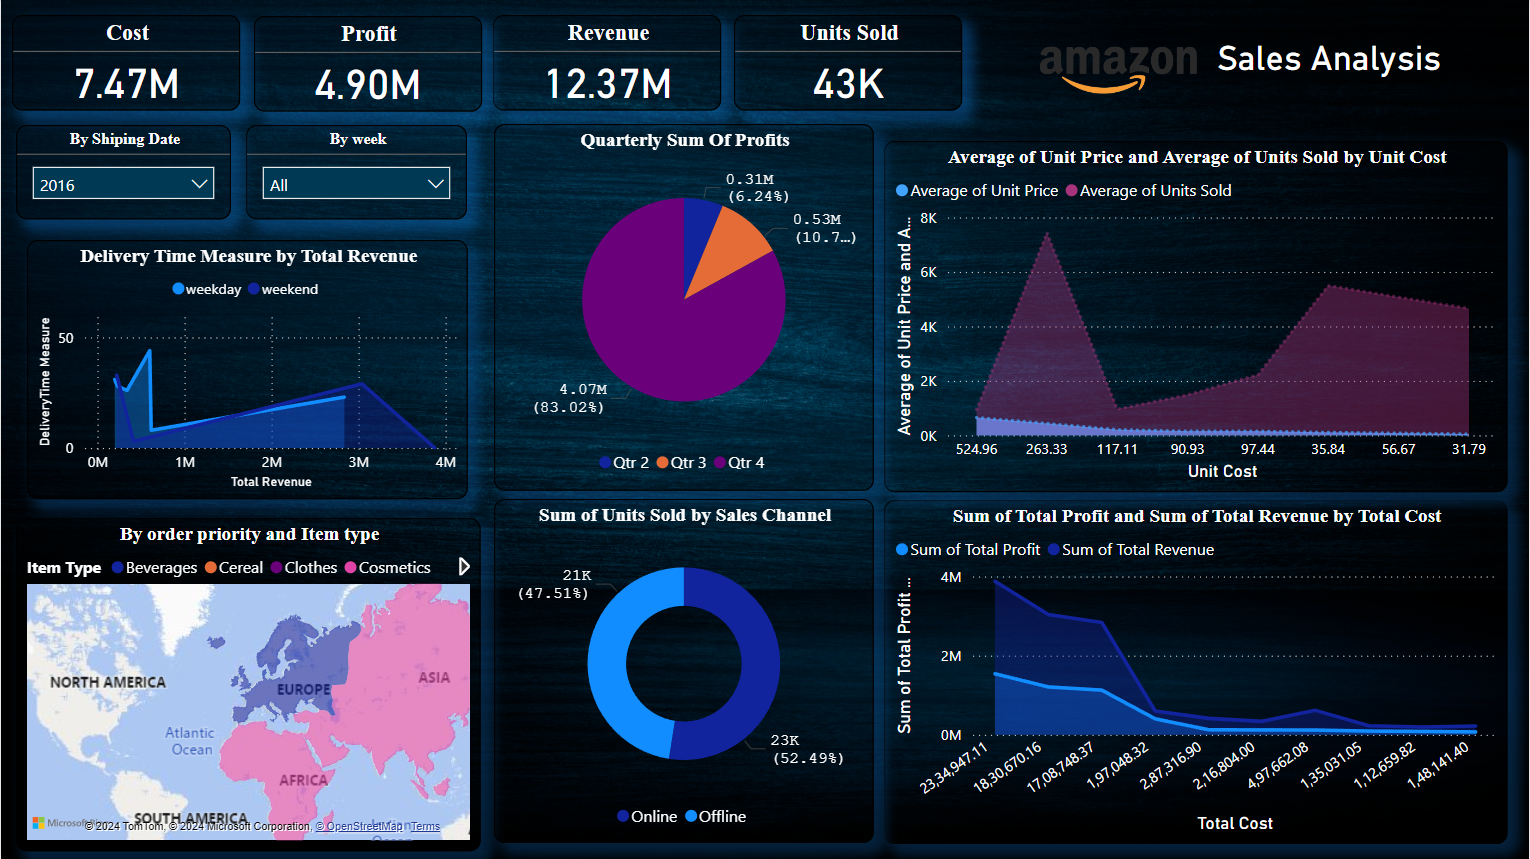 Cost
7.47M
Profit
4.90M
Revenue
12.37M
Units Sold
43K
amazon
Sales Analysis
By Shiping Date
2016
By week
All
Delivery Time Measure by Total Revenue
weekday weekend
DeliveryTime Measure
50
0
0M 1M 2M 3M 4M
Total Revenue
Quarterly Sum Of Profits
0.31M
(6.24%)
0.53M
(10.7...)
4.07M
(83.02%)
Qtr 2 Qtr 3 Qtr 4
Average of Unit Price and Average of Units Sold by Unit Cost
Average of Unit Price Average of Units Sold
Average of Unit Price and A...
8K
6K
4K
2K
0K
524.96 263.33 117.11 90.93 97.44 35.84 56.67 31.79
Unit Cost
By order priority and Item type
Item Type Beverages Cereal Clothes Cosmetics
NORTH AMERICA
EUROPE
ASIA
Atlantic
Ocean
AFRICA
SOUTH AMERICA
Indian
Ocean
Microsoft
© 2024 TomTom, © 2024 Microsoft Corporation, © OpenStreetMap Terms
Sum of Units Sold by Sales Channel
21K
(47.51%)
23K
(52.49%)
Online Offline
Sum of Total Profit and Sum of Total Revenue by Total Cost
Sum of Total Profit Sum of Total Revenue
Sum of Total Profit ...
4M
2M
0M
23,34,947.11 18,30,670.16 17,08,748.37 1,97,048.32 2,87,316.90 2,16,804.00 4,97,662.08 1,35,031.05 1,12,659.82 1,48,141.40
Total Cost